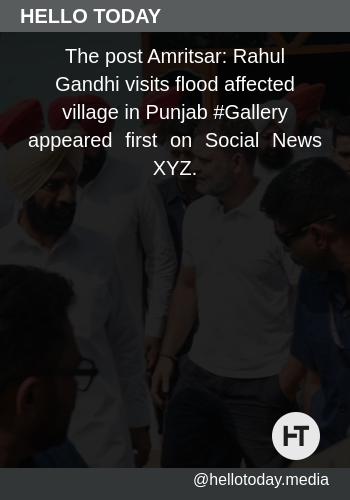 HELLO TODAY
The post Amritsar: Rahul
Gandhi visits flood affected
village in Punjab #Gallery
appeared first on Social News
XYZ.
HT
@hellotoday.media